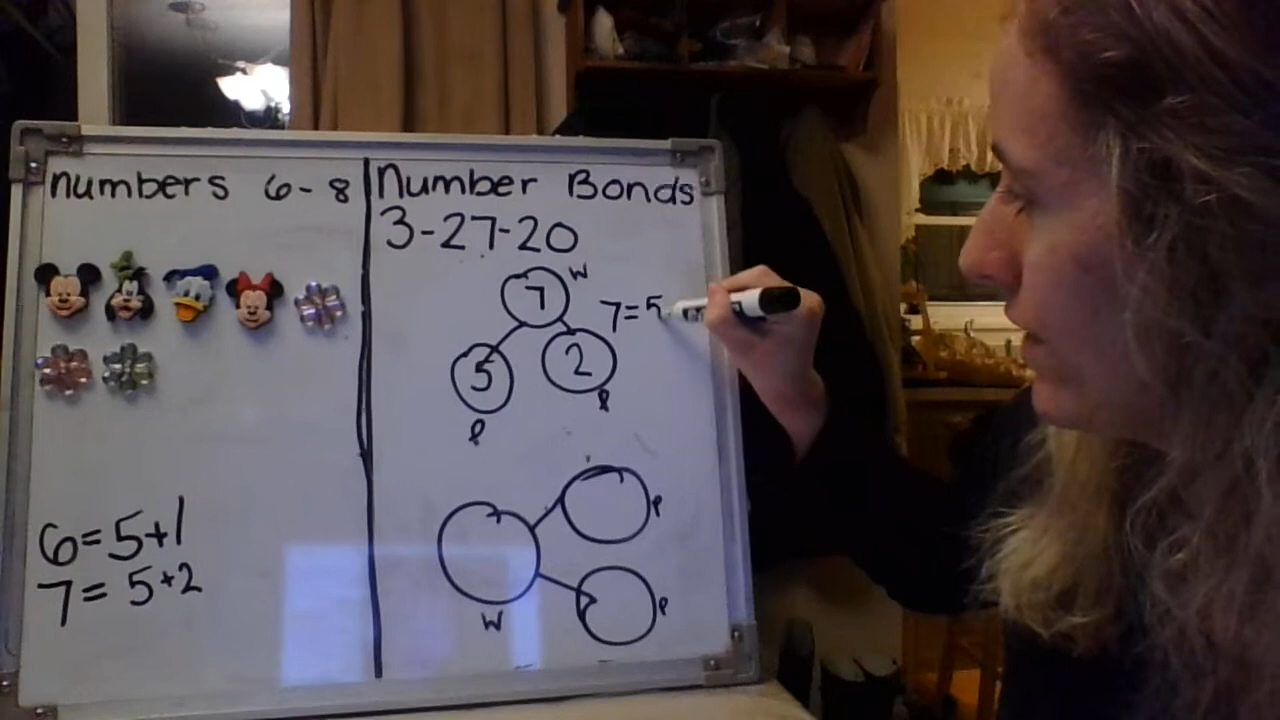 numbers 6-8
6=5+1
7=5+2
Number Bonds
3-27-20
W
7
7=5
5
2
P
P
P
W
P